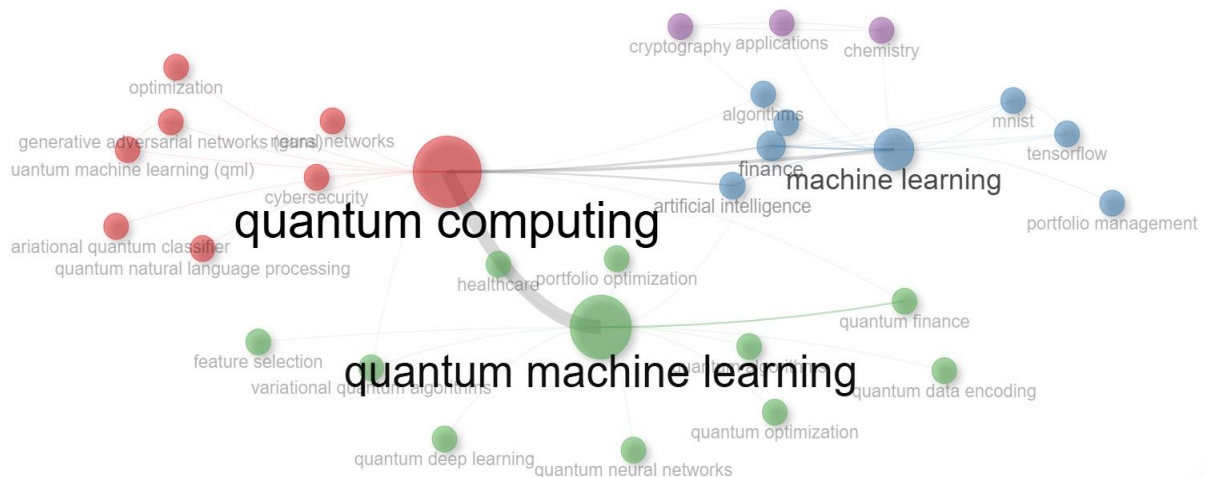 cryptography
applications
chemistry
optimization
algorithms
mnist
generative adversarial networks (gans)
neural networks
tensorflow
uantum machine learning (qml)
finance
machine learning
cybersecurity
artificial intelligence
quantum computing
portfolio management
ariational quantum classifier
quantum natural language processing
healthcare
portfolio optimization
quantum finance
feature selection
quantum algorithms
variational quantum algorithms
quantum machine learning
quantum data encoding
quantum optimization
quantum deep learning
quantum neural networks